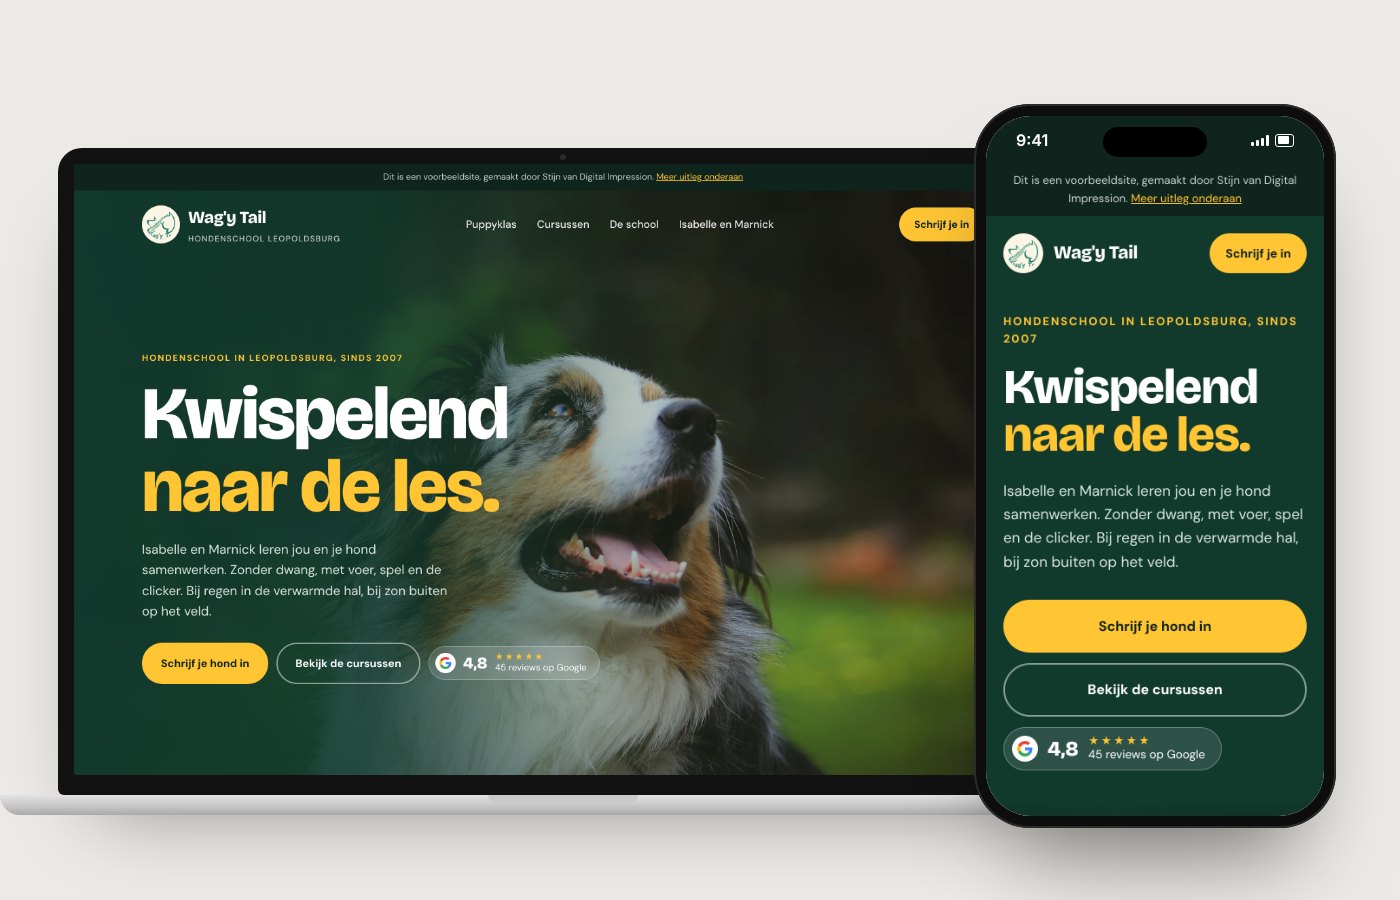 Dit is een voorbeeldsite, gemaakt door Stijn van Digital Impression. Meer uitleg onderaan
Wag'y Tail
HONDENSCHOOL LEOPOLDSBURG
Puppyklas Cursussen De school Isabelle en Marnick
Schrijf je in
HONDENSCHOOL IN LEOPOLDSBURG, SINDS 2007
Kwispelend
naar de les.
Isabelle en Marnick leren jou en je hond
samenwerken. Zonder dwang, met voer, spel en de
clicker. Bij regen in de verwarmde hal, bij zon buiten
op het veld.
Schrijf je hond in
Bekijk de cursussen
4,8
45 reviews op Google
9:41
Dit is een voorbeeldsite, gemaakt door Stijn van Digital
Impression. Meer uitleg onderaan
Wag'y Tail
Schrijf je in
HONDENSCHOOL IN LEOPOLDSBURG, SINDS
2007
Kwispelend
naar de les.
Isabelle en Marnick leren jou en je hond
samenwerken. Zonder dwang, met voer, spel
en de clicker. Bij regen in de verwarmde hal,
bij zon buiten op het veld.
Schrijf je hond in
Bekijk de cursussen
4,8
45 reviews op Google